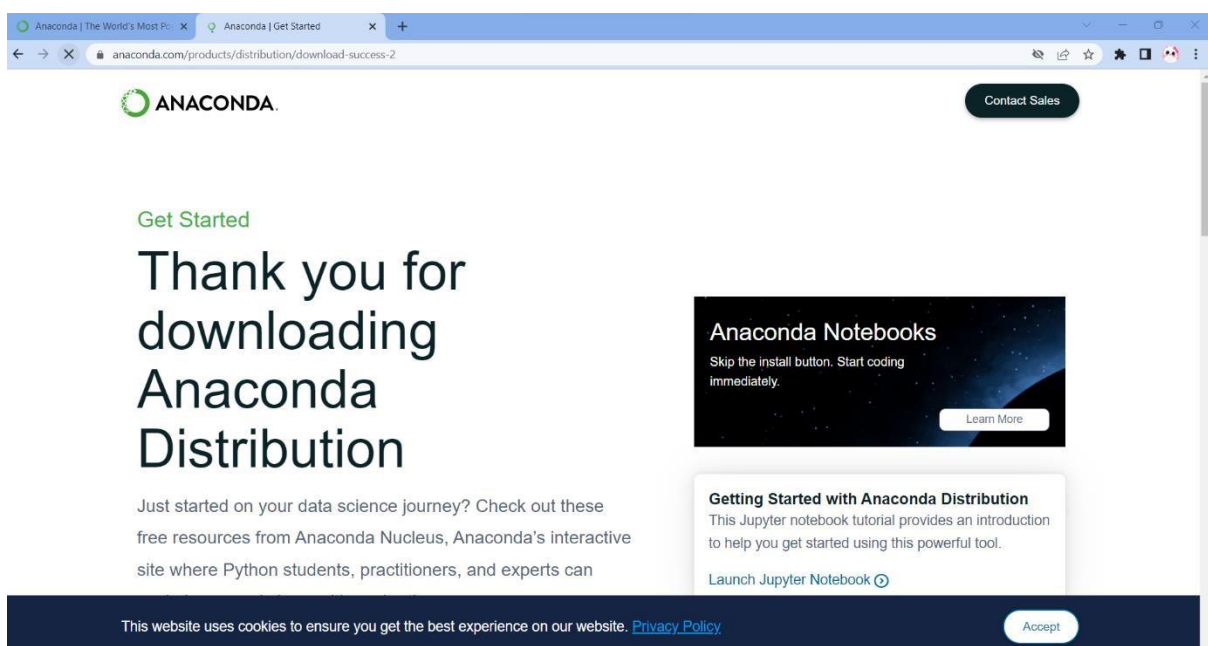 Anaconda | The World's Most Po
Anaconda | Get Started
anaconda.com/products/distribution/download-success-2
ANACONDA.
Contact Sales
Get Started
Thank you for
downloading
Anaconda
Distribution
Just started on your data science journey? Check out these
free resources from Anaconda Nucleus, Anaconda's interactive
site where Python students, practitioners, and experts can
Anaconda Notebooks
Skip the install button. Start coding
immediately.
Learn More
Getting Started with Anaconda Distribution
This Jupyter notebook tutorial provides an introduction
to help you get started using this powerful tool.
Launch Jupyter Notebook
This website uses cookies to ensure you get the best experience on our website. Privacy Policy
Accept